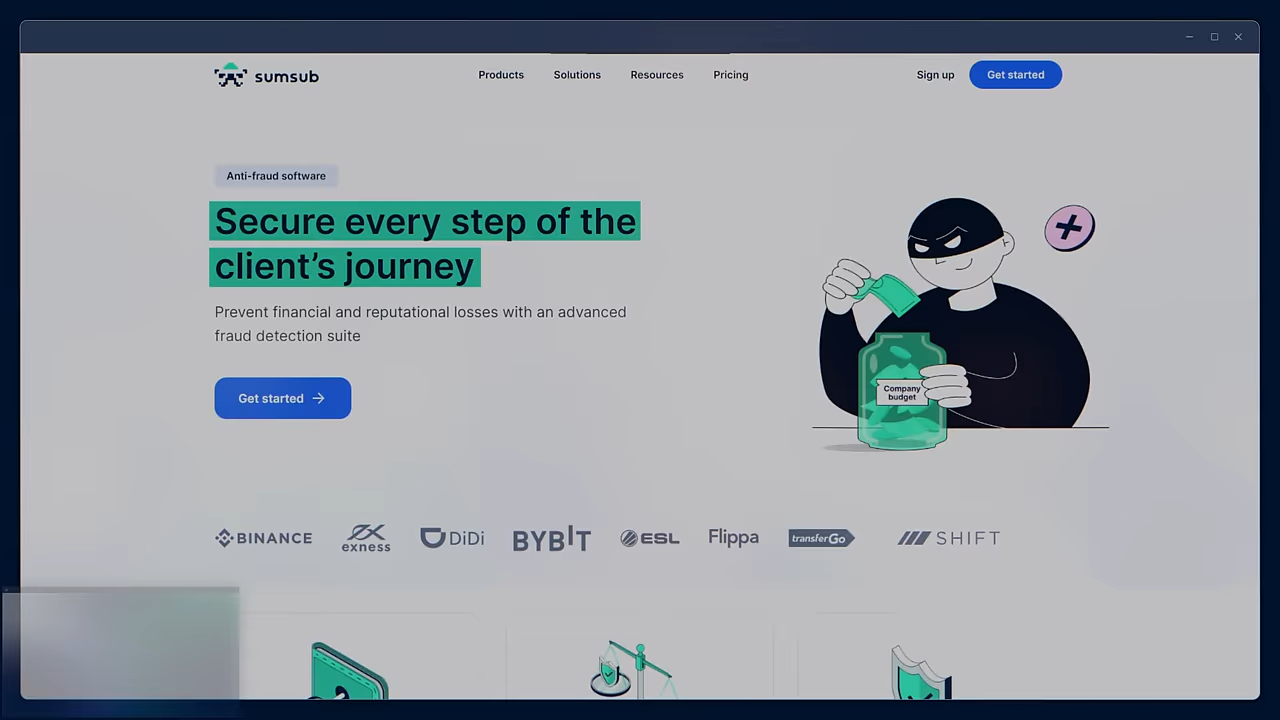 sumsub
Products
Solutions
Resources
Pricing
Sign up
Get started
Anti-fraud software
Secure every step of the
client’s journey
Prevent financial and reputational losses with an advanced
fraud detection suite
Get started
Company
budget
BINANCE
exness
DiDi
BYBIT
ESL
Flippa
transferGo
SHIFT